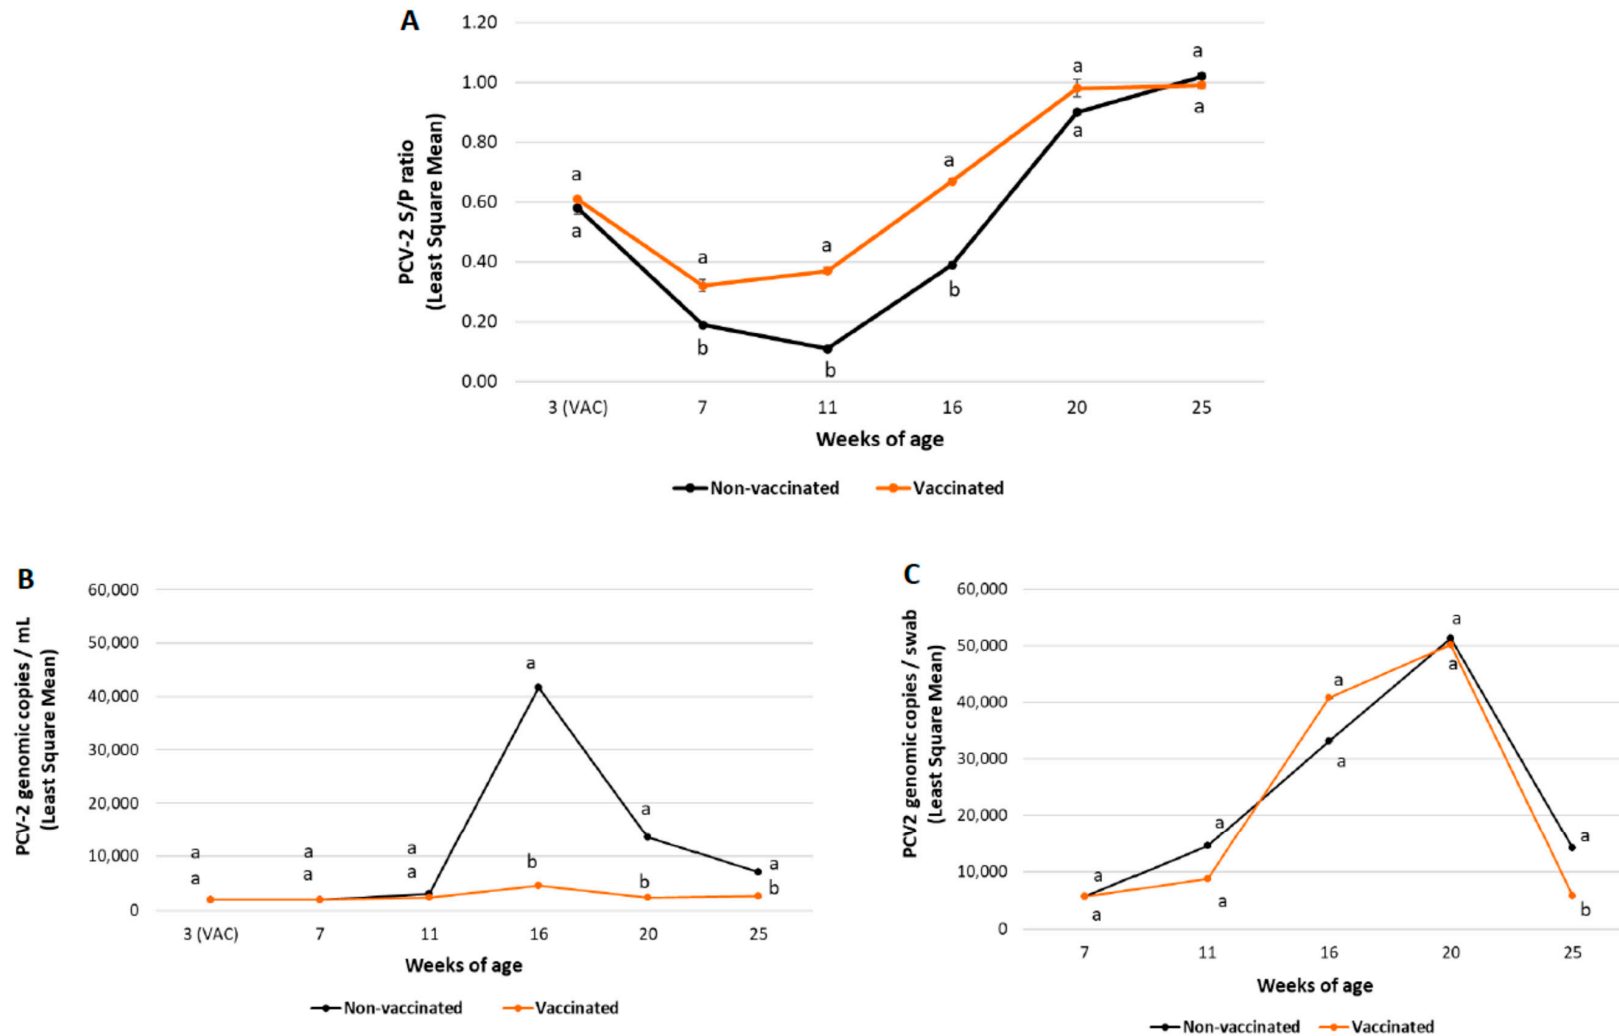 A
1.20
1.00
0.80
0.60
0.40
0.20
0.00
PCV-2 S/P ratio
(Least Square Mean)
a
a
a
b
a
b
a
b
a
a
a
a
3 (VAC) 7 11 16 20 25
Weeks of age
Non-vaccinated Vaccinated
B
60,000
50,000
40,000
30,000
20,000
10,000
0
PCV-2 genomic copies / mL
(Least Square Mean)
a
a
a
a
a
a
a
b
a
b
a
b
3 (VAC) 7 11 16 20 25
Weeks of age
Non-vaccinated Vaccinated
C
60,000
50,000
40,000
30,000
20,000
10,000
0
PCV2 genomic copies / swab
(Least Square Mean)
a
a
a
a
a
a
a
a
a
b
7 11 16 20 25
Weeks of age
Non-vaccinated Vaccinated